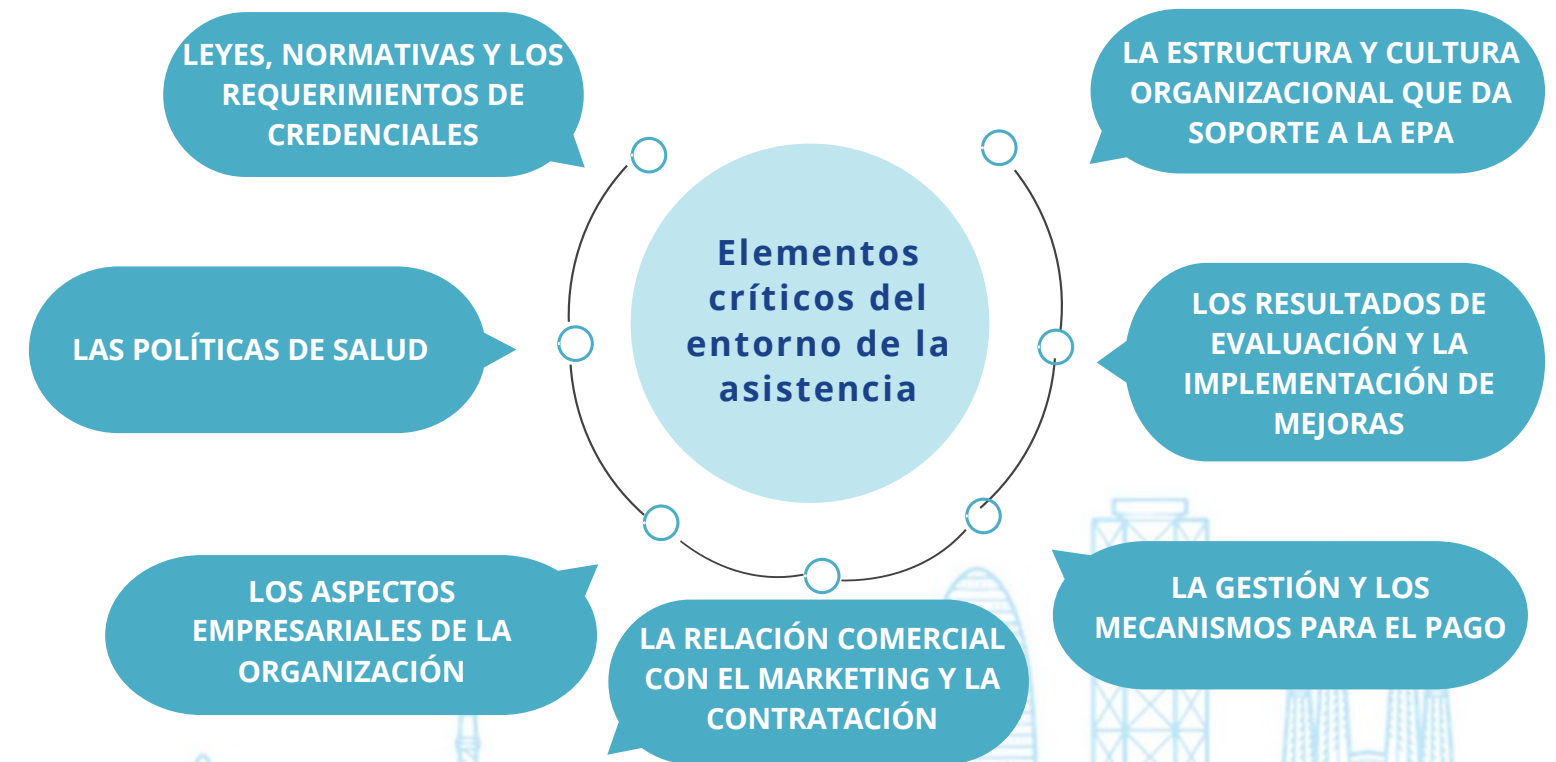 LEYES, NORMATIVAS Y LOS
REQUERIMIENTOS DE
CREDENCIALES
LA ESTRUCTURA Y CULTURA
ORGANIZACIONAL QUE DA
SOPORTE A LA EPA
Elementos
críticos del
entorno de la
asistencia
LAS POLÍTICAS DE SALUD
LOS RESULTADOS DE
EVALUACIÓN Y LA
IMPLEMENTACIÓN DE
MEJORAS
LOS ASPECTOS
EMPRESARIALES DE LA
ORGANIZACIÓN
LA RELACIÓN COMERCIAL
CON EL MARKETING Y LA
CONTRATACIÓN
LA GESTIÓN Y LOS
MECANISMOS PARA EL PAGO